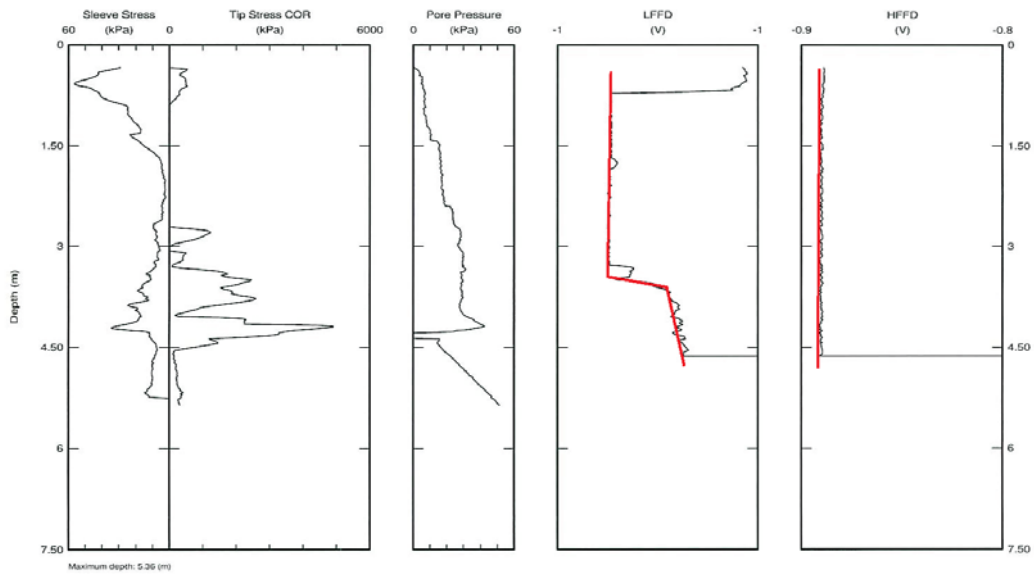 Sleeve Stress Tip Stress COR Pore Pressure LFFD HFFD
(kPa) (kPa) (kPa) (V) (V)
60 0 6000 0 60 -1 -1 -0.9 -0.8
0 0
1.50 1.50
3 3
Depth (m)
4.50 4.50
6 6
7.50 7.50
Maximum depth: 5.36 (m)